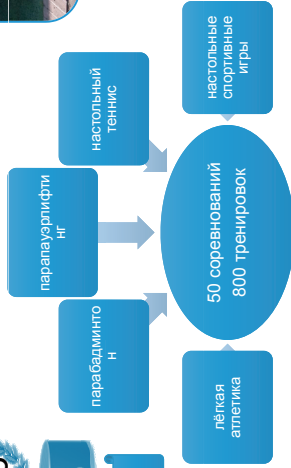 лёгкая
атлетика
парабадминто
н
парапауэрлифти
нг
настольный
теннис
настольные
спортивные
игры
50 соревнований
800 тренировок